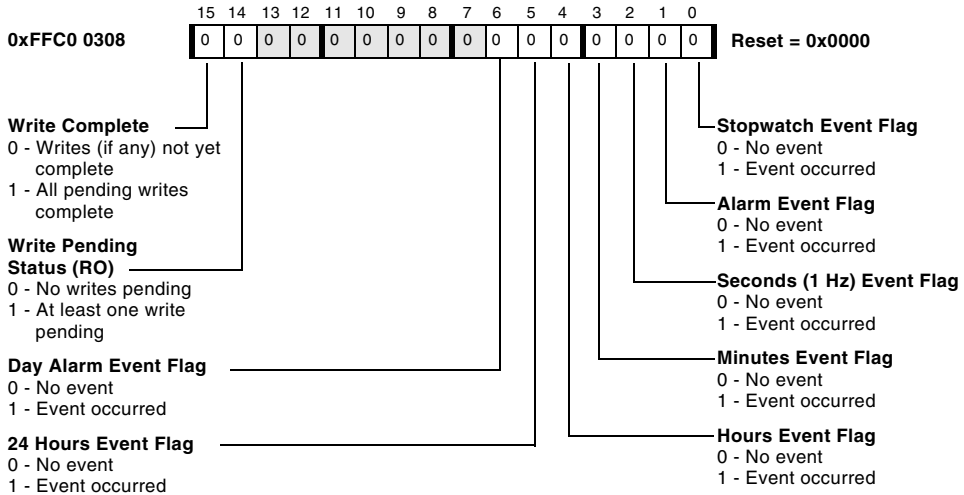 15 14 13 12 11 10 9 8 7 6 5 4 3 2 1 0
0xFFC0 0308
0 0 0 0 0 0 0 0 0 0 0 0 0 0 0 0
Reset = 0x0000
Write Complete
0 - Writes (if any) not yet
complete
1 - All pending writes
complete
Write Pending
Status (RO)
0 - No writes pending
1 - At least one write
pending
Day Alarm Event Flag
0 - No event
1 - Event occurred
24 Hours Event Flag
0 - No event
1 - Event occurred
Stopwatch Event Flag
0 - No event
1 - Event occurred
Alarm Event Flag
0 - No event
1 - Event occurred
Seconds (1 Hz) Event Flag
0 - No event
1 - Event occurred
Minutes Event Flag
0 - No event
1 - Event occurred
Hours Event Flag
0 - No event
1 - Event occurred